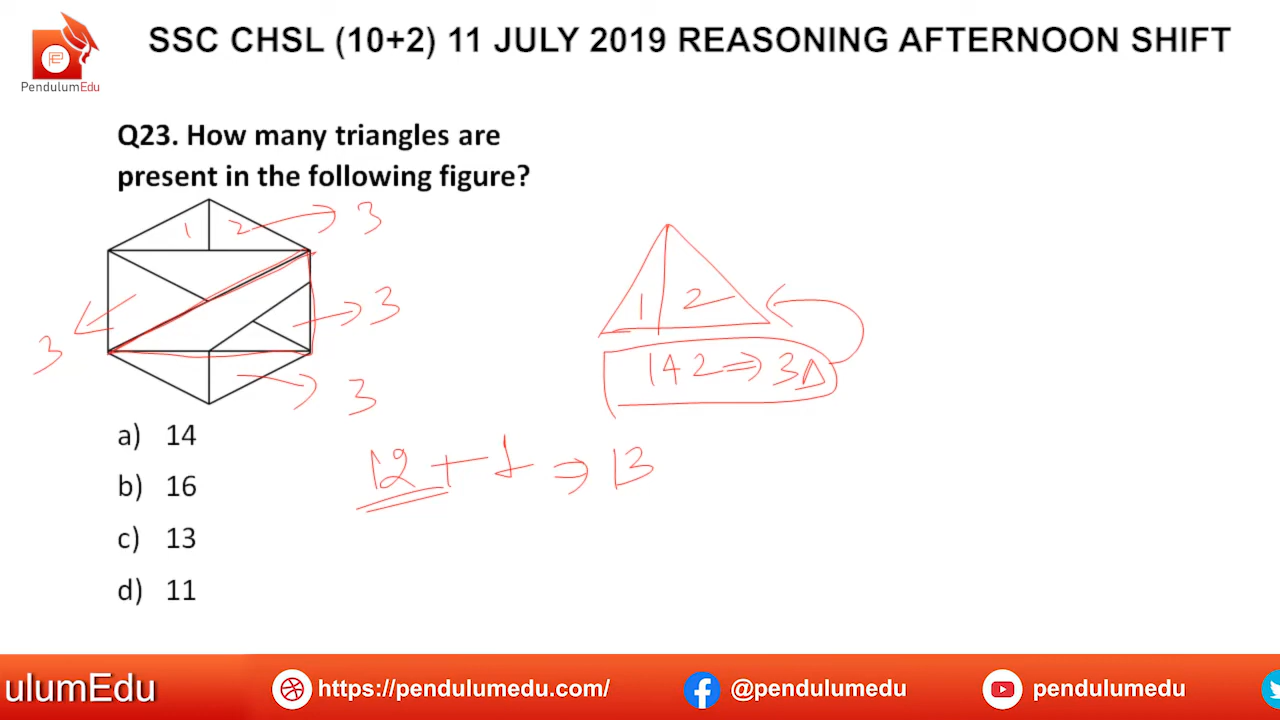 SSC CHSL (10+2) 11 JULY 2019 REASONING AFTERNOON SHIFT
PendulumEdu
Q23. How many triangles are
present in the following figure?
1 2 3
3
3
3
1 2
1+2 ⇒ 3Δ
a) 14
12 + 1 ⇒ 13
b) 16
c) 13
d) 11
ulumEdu
https://pendulumedu.com/
@pendulumedu
pendulumedu